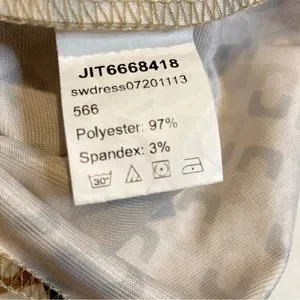 JIT6668418
swdress07201113
566
Polyester: 97%
Spandex: 3%
30°